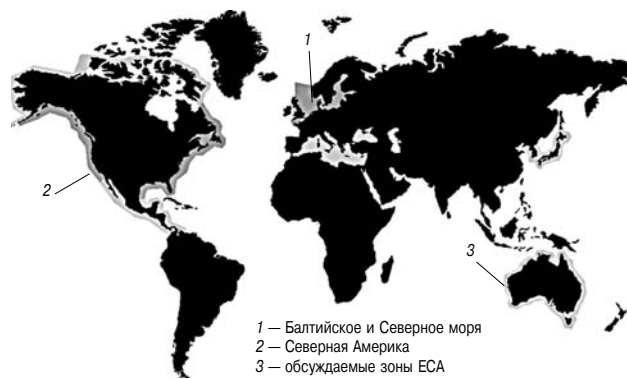 1
2
3
1 — Балтийское и Северное моря
2 — Северная Америка
3 — обсуждаемые зоны ECA